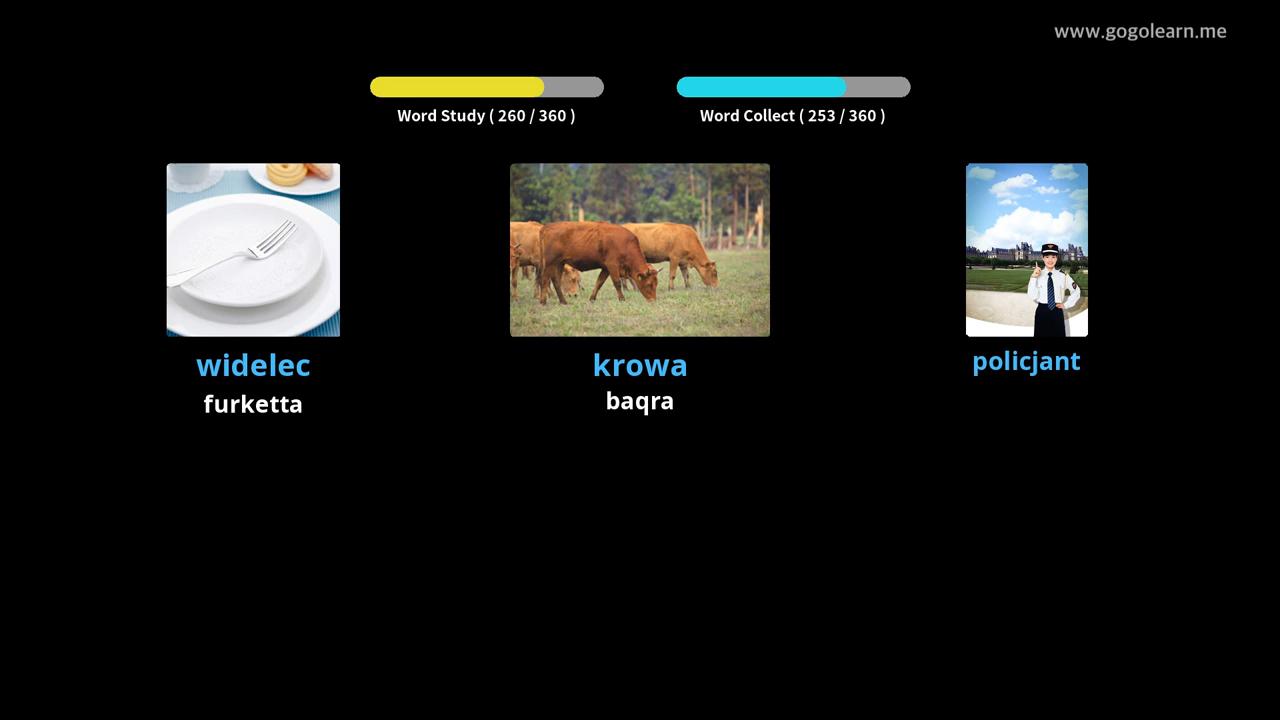 www.gogolearn.me
Word Study ( 260 / 360 )
Word Collect ( 253 / 360 )
widelec
furketta
krowa
baqra
policjant